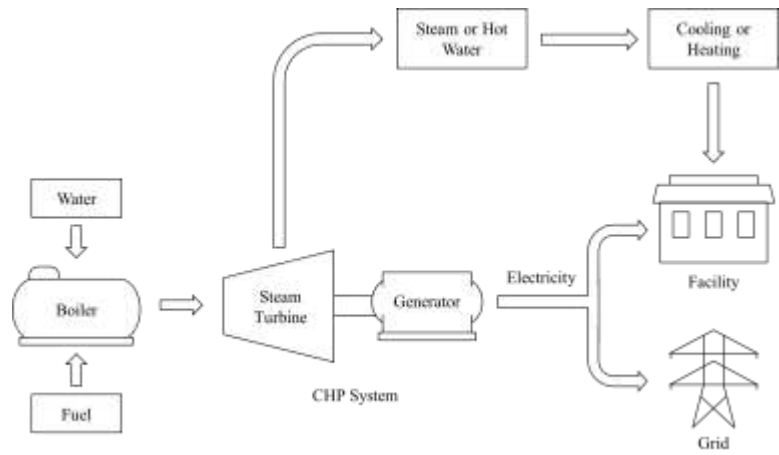 Steam or Hot
Water
Cooling or
Heating
Water
Boiler
Fuel
Steam
Turbine
Generator
CHP System
Electricity
Facility
Grid